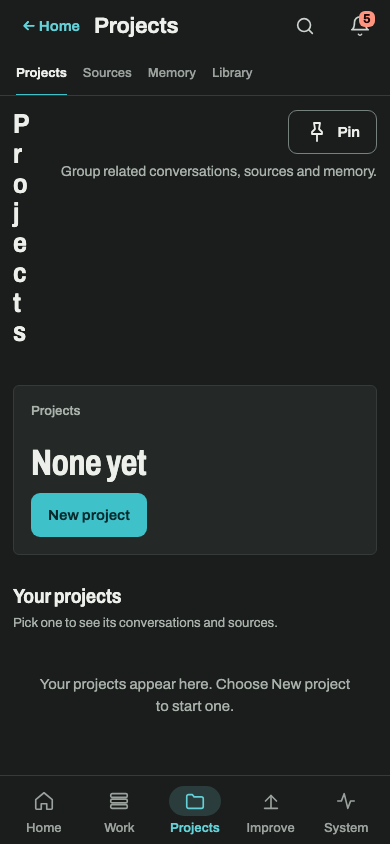 ← Home Projects 5
Projects Sources Memory Library
Projects
Pin
Group related conversations, sources and memory.
Projects
None yet
New project
Your projects
Pick one to see its conversations and sources.
Your projects appear here. Choose New project
to start one.
Home Work Projects Improve System